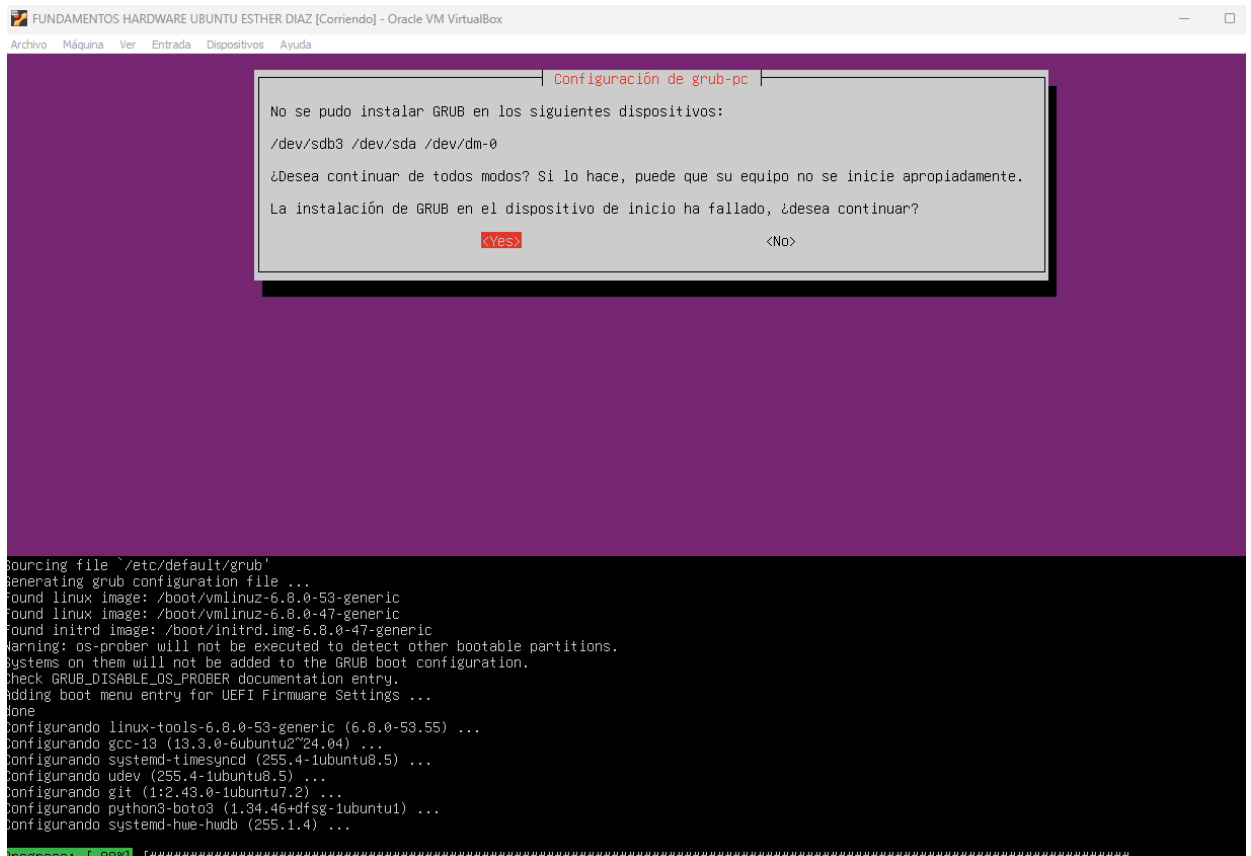 FUNDAMENTOS HARDWARE UBUNTU ESTHER DIAZ [Corriendo] - Oracle VM VirtualBox
Archivo Máquina Ver Entrada Dispositivos Ayuda
Configuración de grub-pc
No se pudo instalar GRUB en los siguientes dispositivos:
/dev/sdb3 /dev/sda /dev/dm-0
¿Desea continuar de todos modos? Si lo hace, puede que su equipo no se inicie apropiadamente.
La instalación de GRUB en el dispositivo de inicio ha fallado, ¿desea continuar?
<Yes> <No>
Sourcing file `/etc/default/grub'
Generating grub configuration file ...
Found linux image: /boot/vmlinuz-6.8.0-53-generic
Found linux image: /boot/vmlinuz-6.8.0-47-generic
Found initrd image: /boot/initrd.img-6.8.0-47-generic
Warning: os-prober will not be executed to detect other bootable partitions.
Systems on them will not be added to the GRUB boot configuration.
Check GRUB_DISABLE_OS_PROBER documentation entry.
Adding boot menu entry for UEFI Firmware Settings ...
done
Configurando linux-tools-6.8.0-53-generic (6.8.0-53.55) ...
Configurando gcc-13 (13.3.0-6ubuntu2~24.04) ...
Configurando systemd-timesyncd (255.4-1ubuntu8.5) ...
Configurando udev (255.4-1ubuntu8.5) ...
Configurando git (1:2.43.0-1ubuntu7.2) ...
Configurando python3-boto3 (1.34.46+dfsg-1ubuntu1) ...
Configurando systemd-hwe-hwdb (255.1.4) ...